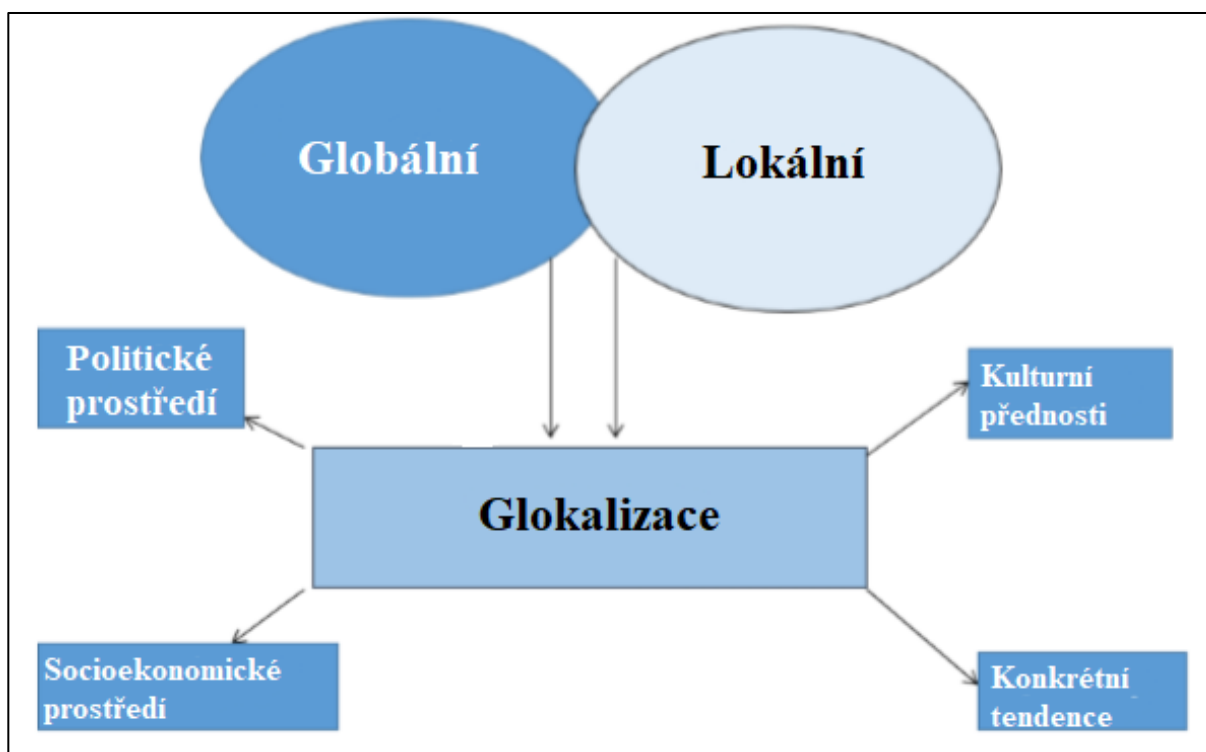 Globální
Lokální
Politické
prostředí
Kulturní
přednosti
Glokalizace
Socioekonomické
prostředí
Konkrétní
tendence